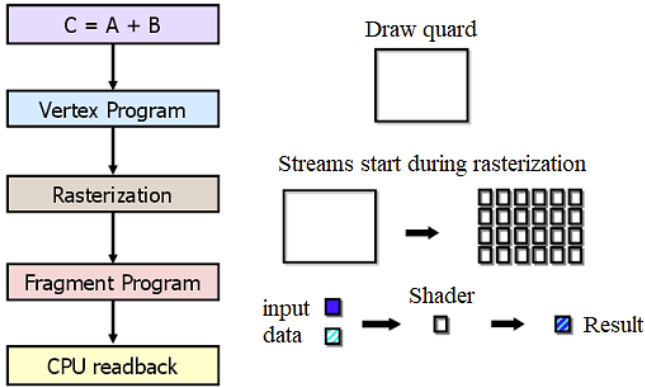 C = A + B
Draw quard
Vertex Program
Streams start during rasterization
Rasterization
Fragment Program
input
data
Shader
Result
CPU readback